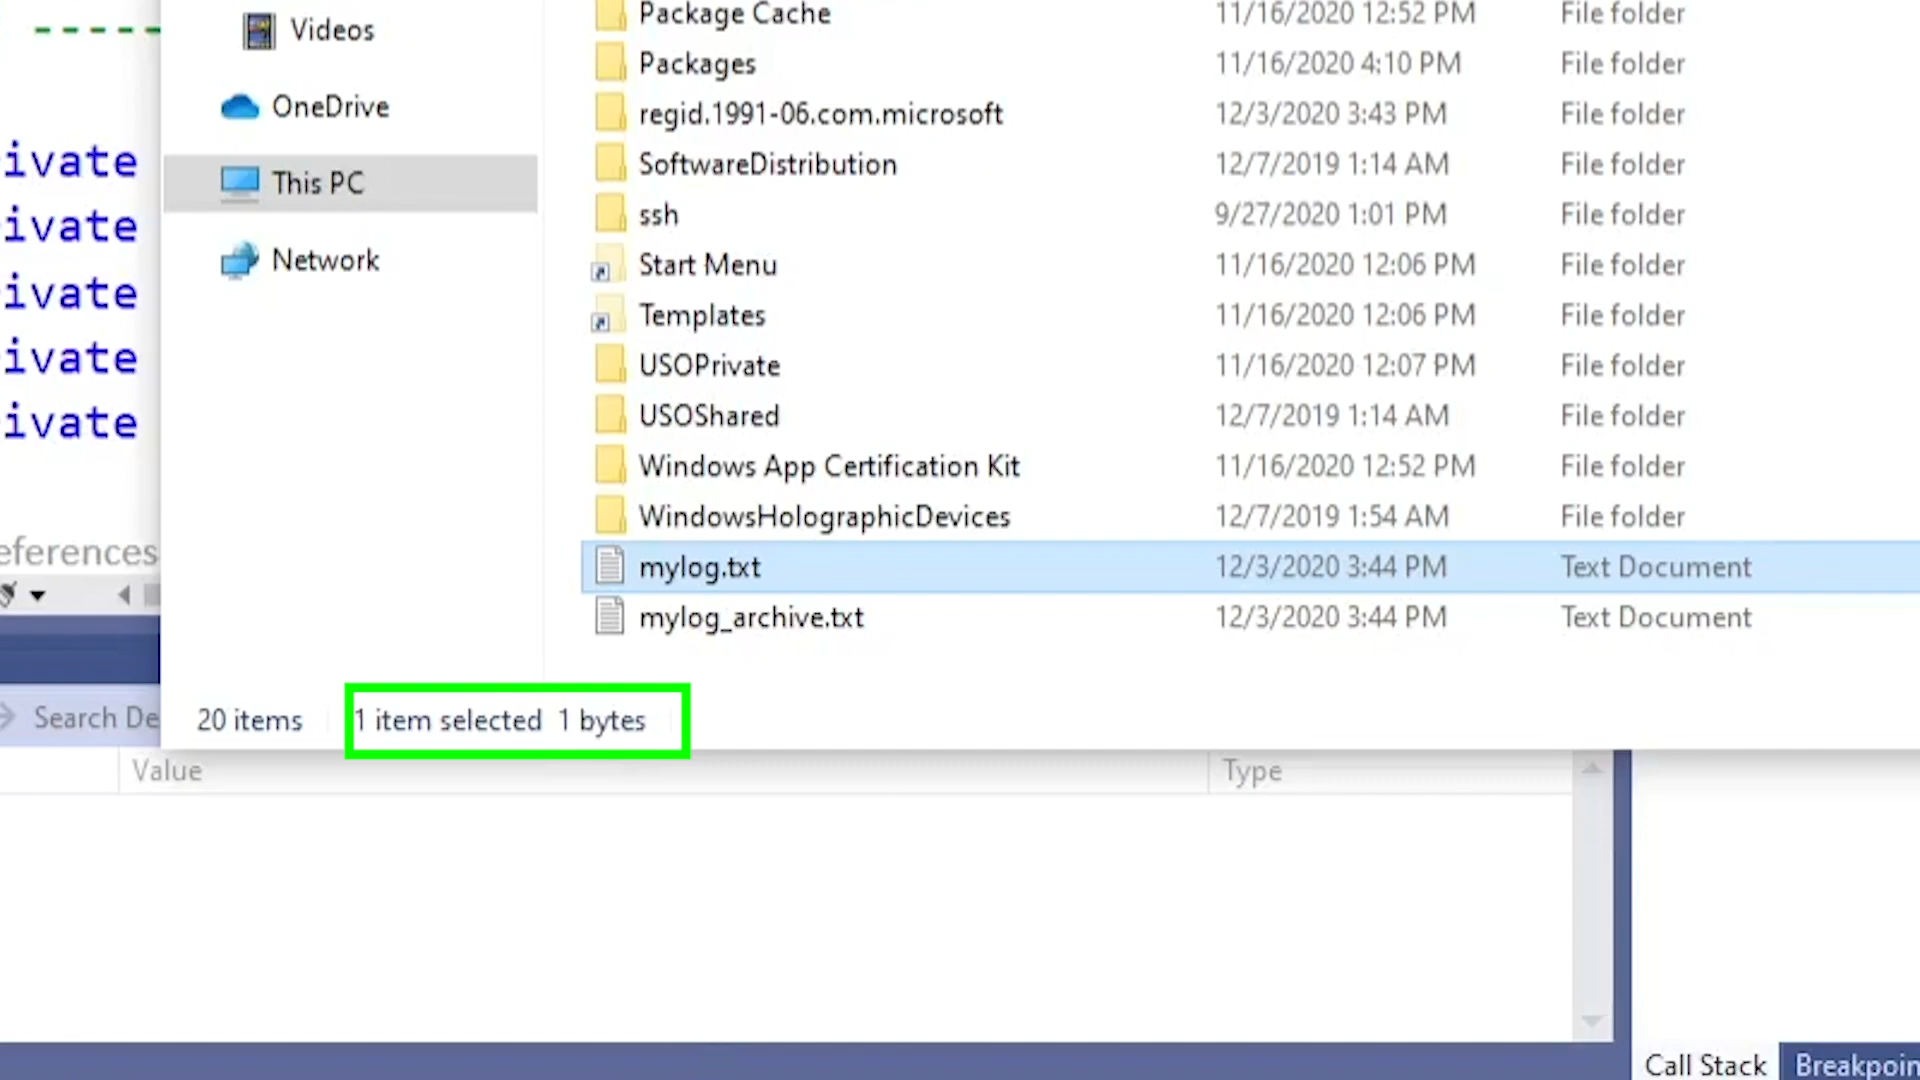 Videos
OneDrive
This PC
Network
Package Cache 11/16/2020 12:52 PM File folder
Packages 11/16/2020 4:10 PM File folder
regid.1991-06.com.microsoft 12/3/2020 3:43 PM File folder
SoftwareDistribution 12/7/2019 1:14 AM File folder
ssh 9/27/2020 1:01 PM File folder
Start Menu 11/16/2020 12:06 PM File folder
Templates 11/16/2020 12:06 PM File folder
USOPrivate 11/16/2020 12:07 PM File folder
USOShared 12/7/2019 1:14 AM File folder
Windows App Certification Kit 11/16/2020 12:52 PM File folder
WindowsHolographicDevices 12/7/2019 1:54 AM File folder
mylog.txt 12/3/2020 3:44 PM Text Document
mylog_archive.txt 12/3/2020 3:44 PM Text Document
20 items 1 item selected 1 bytes
ivate
ivate
ivate
ivate
ivate
eferences
Search De
Value Type
Call Stack Breakpoin